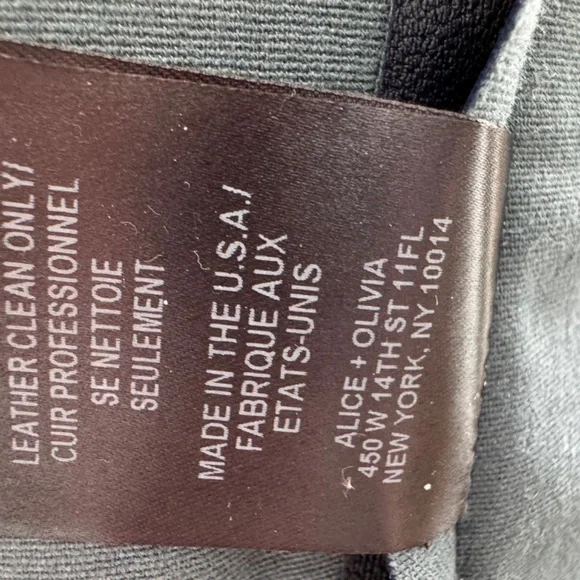 LEATHER CLEAN ONLY/
CUIR PROFESSIONNEL
SE NETTOIE
SEULEMENT
MADE IN THE U.S.A./
FABRIQUE AUX
ETATS-UNIS
ALICE + OLIVIA
450 W 14TH ST 11FL
NEW YORK, NY 10014